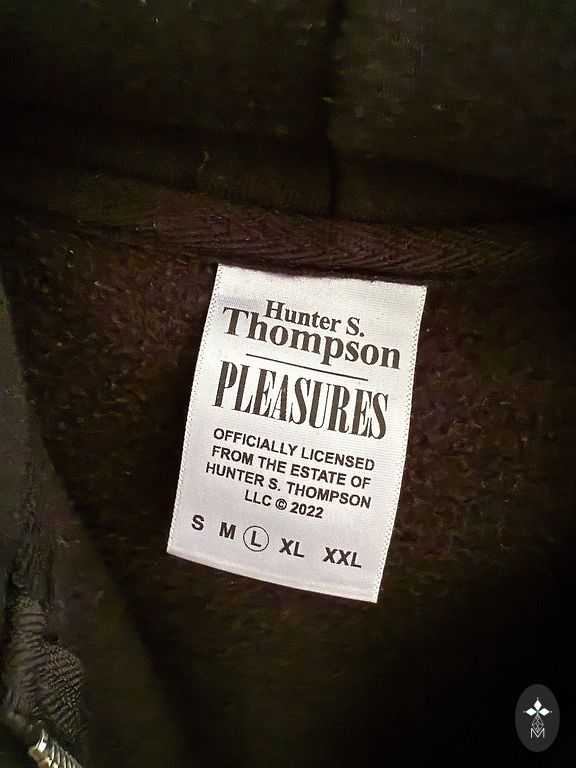 Hunter S.
Thompson
PLEASURES
OFFICIALLY LICENSED
FROM THE ESTATE OF
HUNTER S. THOMPSON
LLC © 2022
S M L XL XXL
M